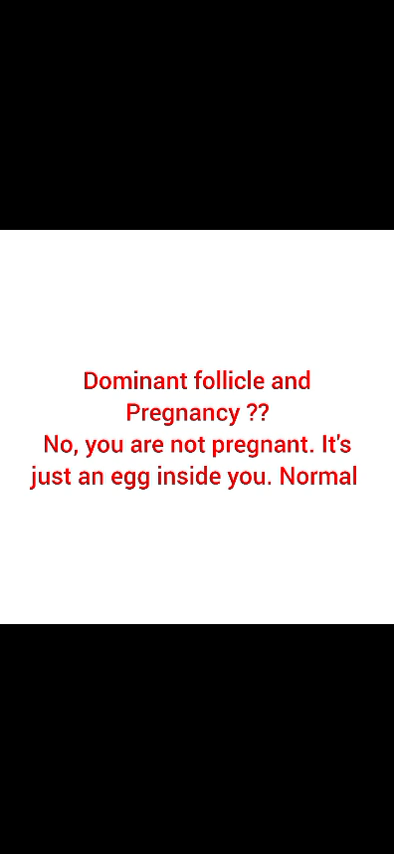 Dominant follicle and
Pregnancy ??
No, you are not pregnant. It's
just an egg inside you. Normal